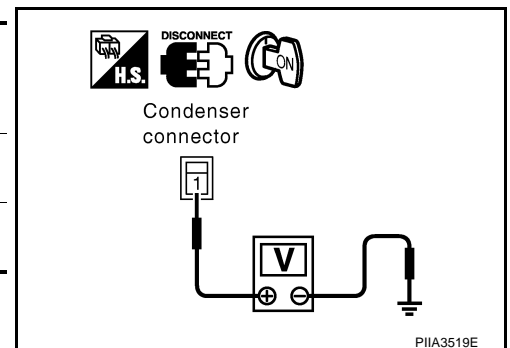 DISCONNECT
H.S.
ON
Condenser
connector
1
V
+ −
PIIA3519E